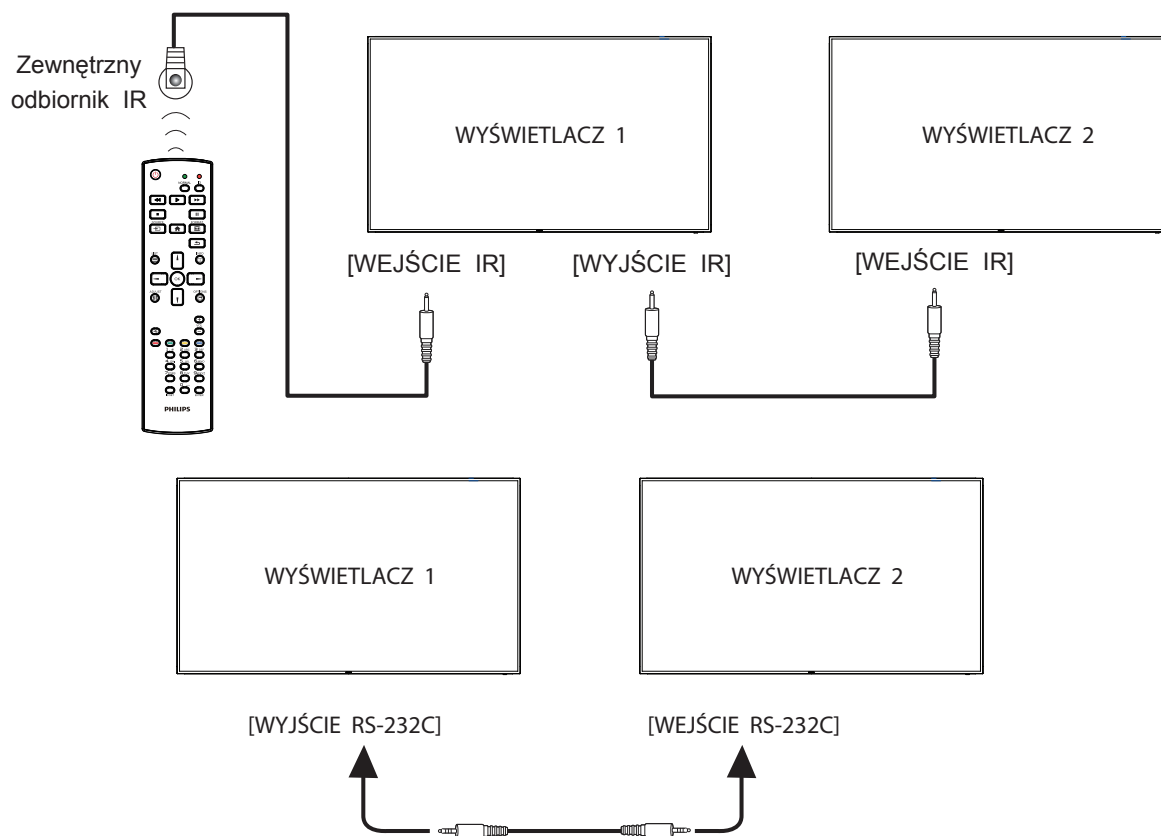 Zewnętrzny
odbiornik IR
WYŚWIETLACZ 1
WYŚWIETLACZ 2
[WEJŚCIE IR]
[WYJŚCIE IR]
[WEJŚCIE IR]
OK
PHILIPS
WYŚWIETLACZ 1
WYŚWIETLACZ 2
[WYJŚCIE RS-232C]
[WEJŚCIE RS-232C]